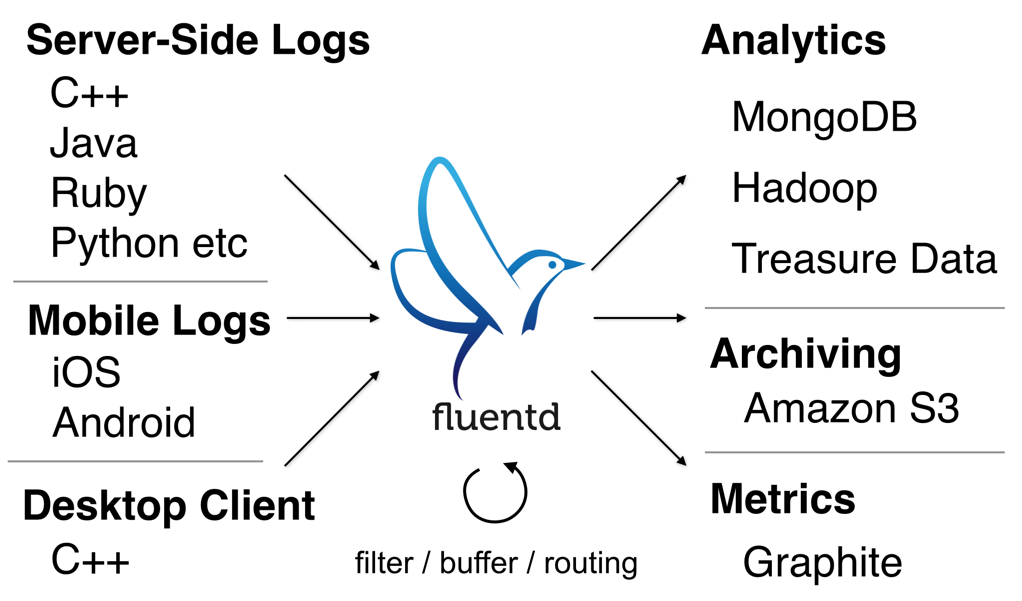 Server-Side Logs
C++
Java
Ruby
Python etc
Mobile Logs
iOS
Android
Desktop Client
C++
fluentd
filter / buffer / routing
Analytics
MongoDB
Hadoop
Treasure Data
Archiving
Amazon S3
Metrics
Graphite